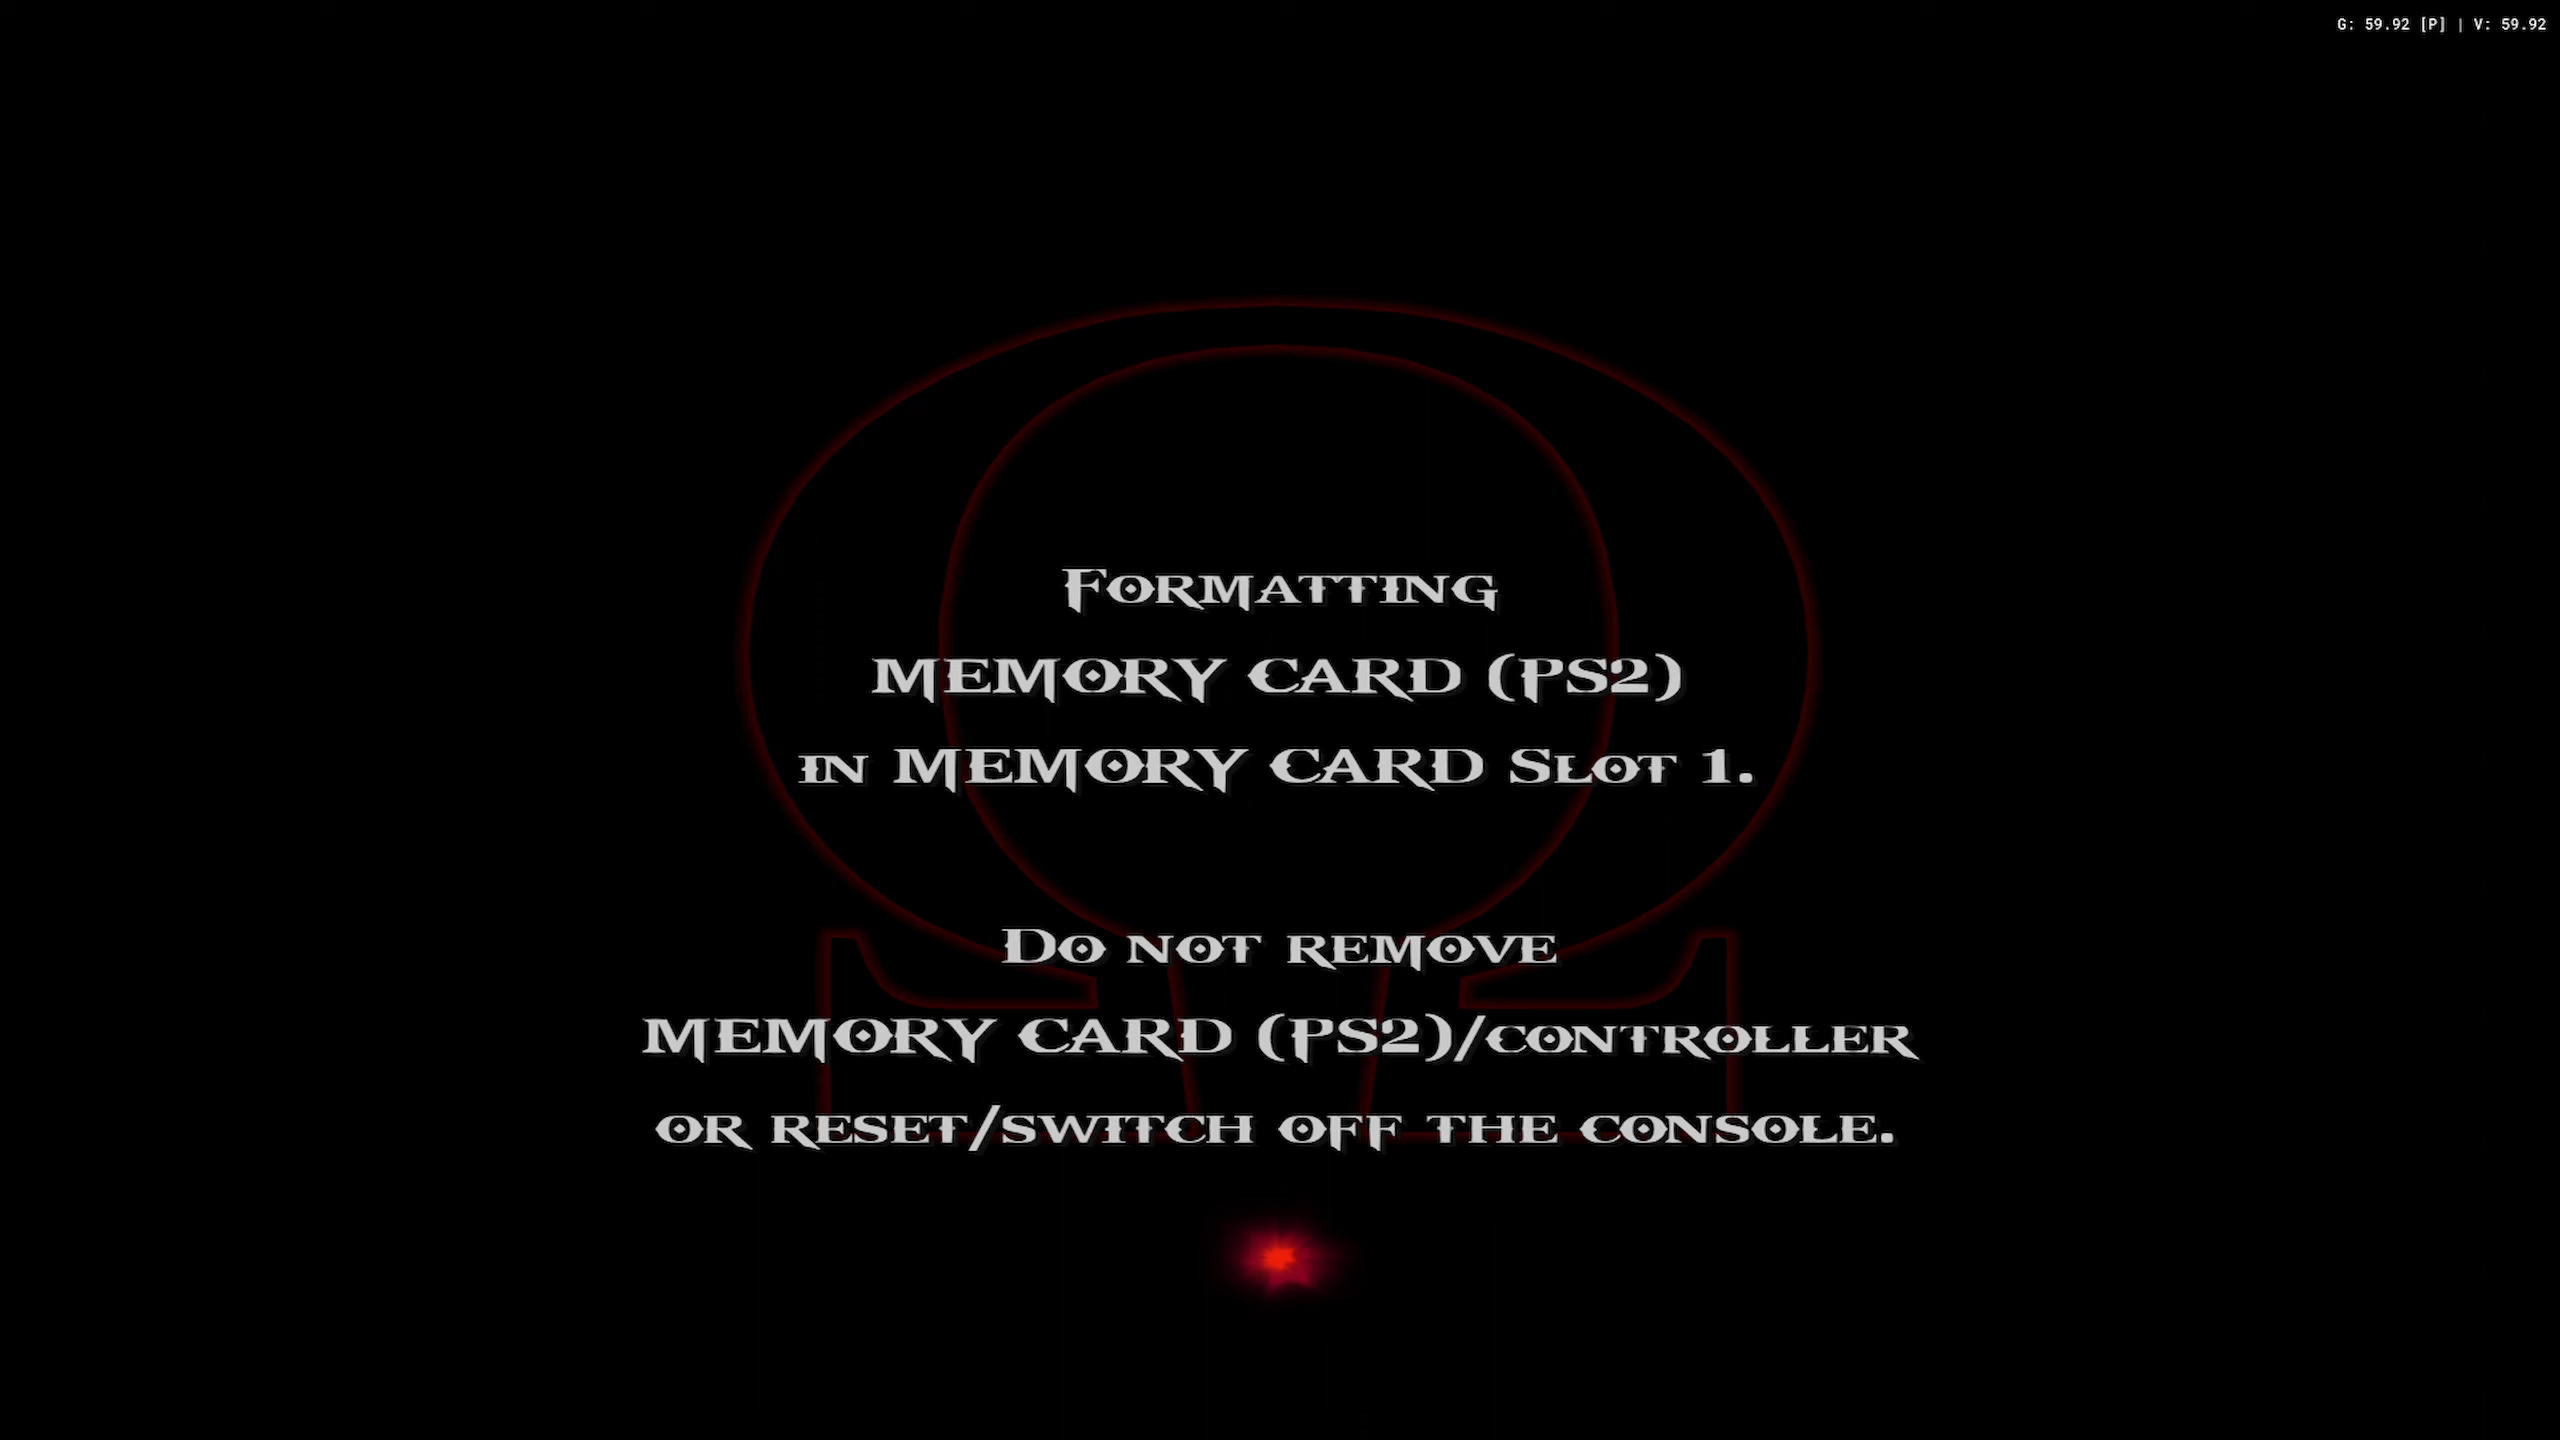 G: 59.92 [P] | V: 59.92
Formatting
MEMORY CARD (PS2)
in MEMORY CARD Slot 1.
Do not remove
MEMORY CARD (PS2)/controller
or reset/switch off the console.